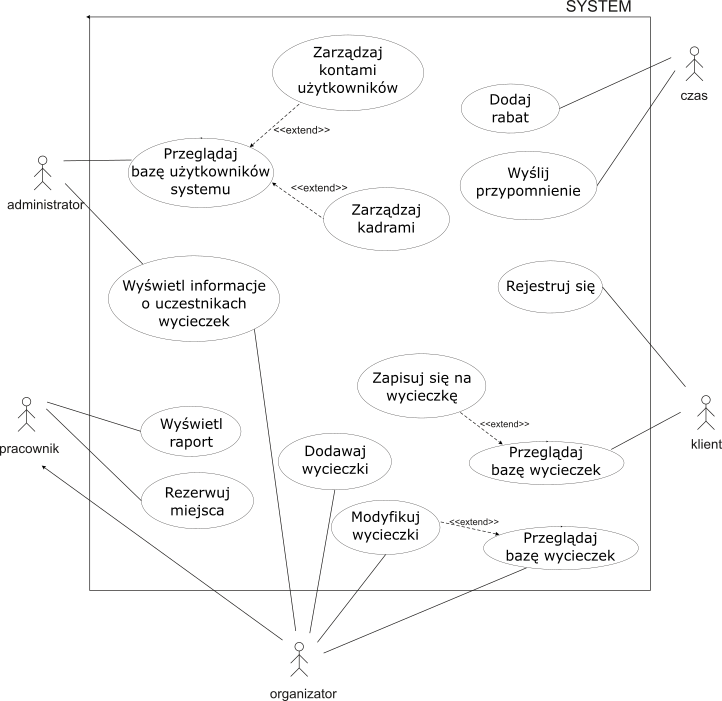 SYSTEM
Zarządzaj
kontami
użytkowników
czas
Dodaj
rabat
<<extend>>
Przeglądaj
bazę użytkowników
systemu
Wyślij
przypomnienie
<<extend>>
administrator
Zarządzaj
kadrami
Wyświetl informacje
o uczestnikach
wycieczek
Rejestruj się
Zapisuj się na
wycieczkę
<<extend>>
klient
pracownik
Wyświetl
raport
Dodawaj
wycieczki
Przeglądaj
bazę wycieczek
Rezerwuj
miejsca
Modyfikuj
wycieczki
<<extend>>
Przeglądaj
bazę wycieczek
organizator